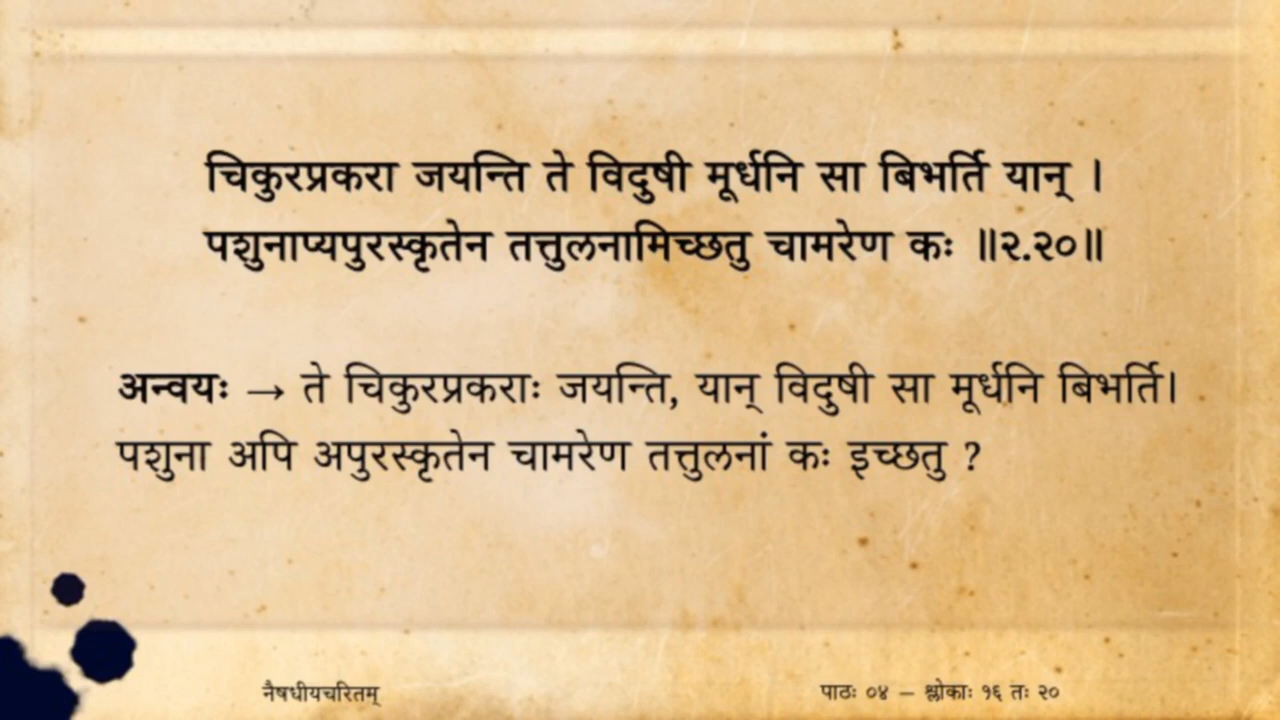 चिकुरप्रकरा जयन्ति ते विदुषी मूर्धनि सा बिभर्ति यान् ।
पशुनाप्यपुरस्कृतेन तत्तुलनामिच्छतु चामरेण कः ॥२.२०॥
अन्वयः → ते चिकुरप्रकराः जयन्ति, यान् विदुषी सा मूर्धनि बिभर्ति।
पशुना अपि अपुरस्कृतेन चामरेण तत्तुलनां कः इच्छतु ?
नैषधीयचरितम्
पाठः ०४ – श्लोकाः १६ तः २०